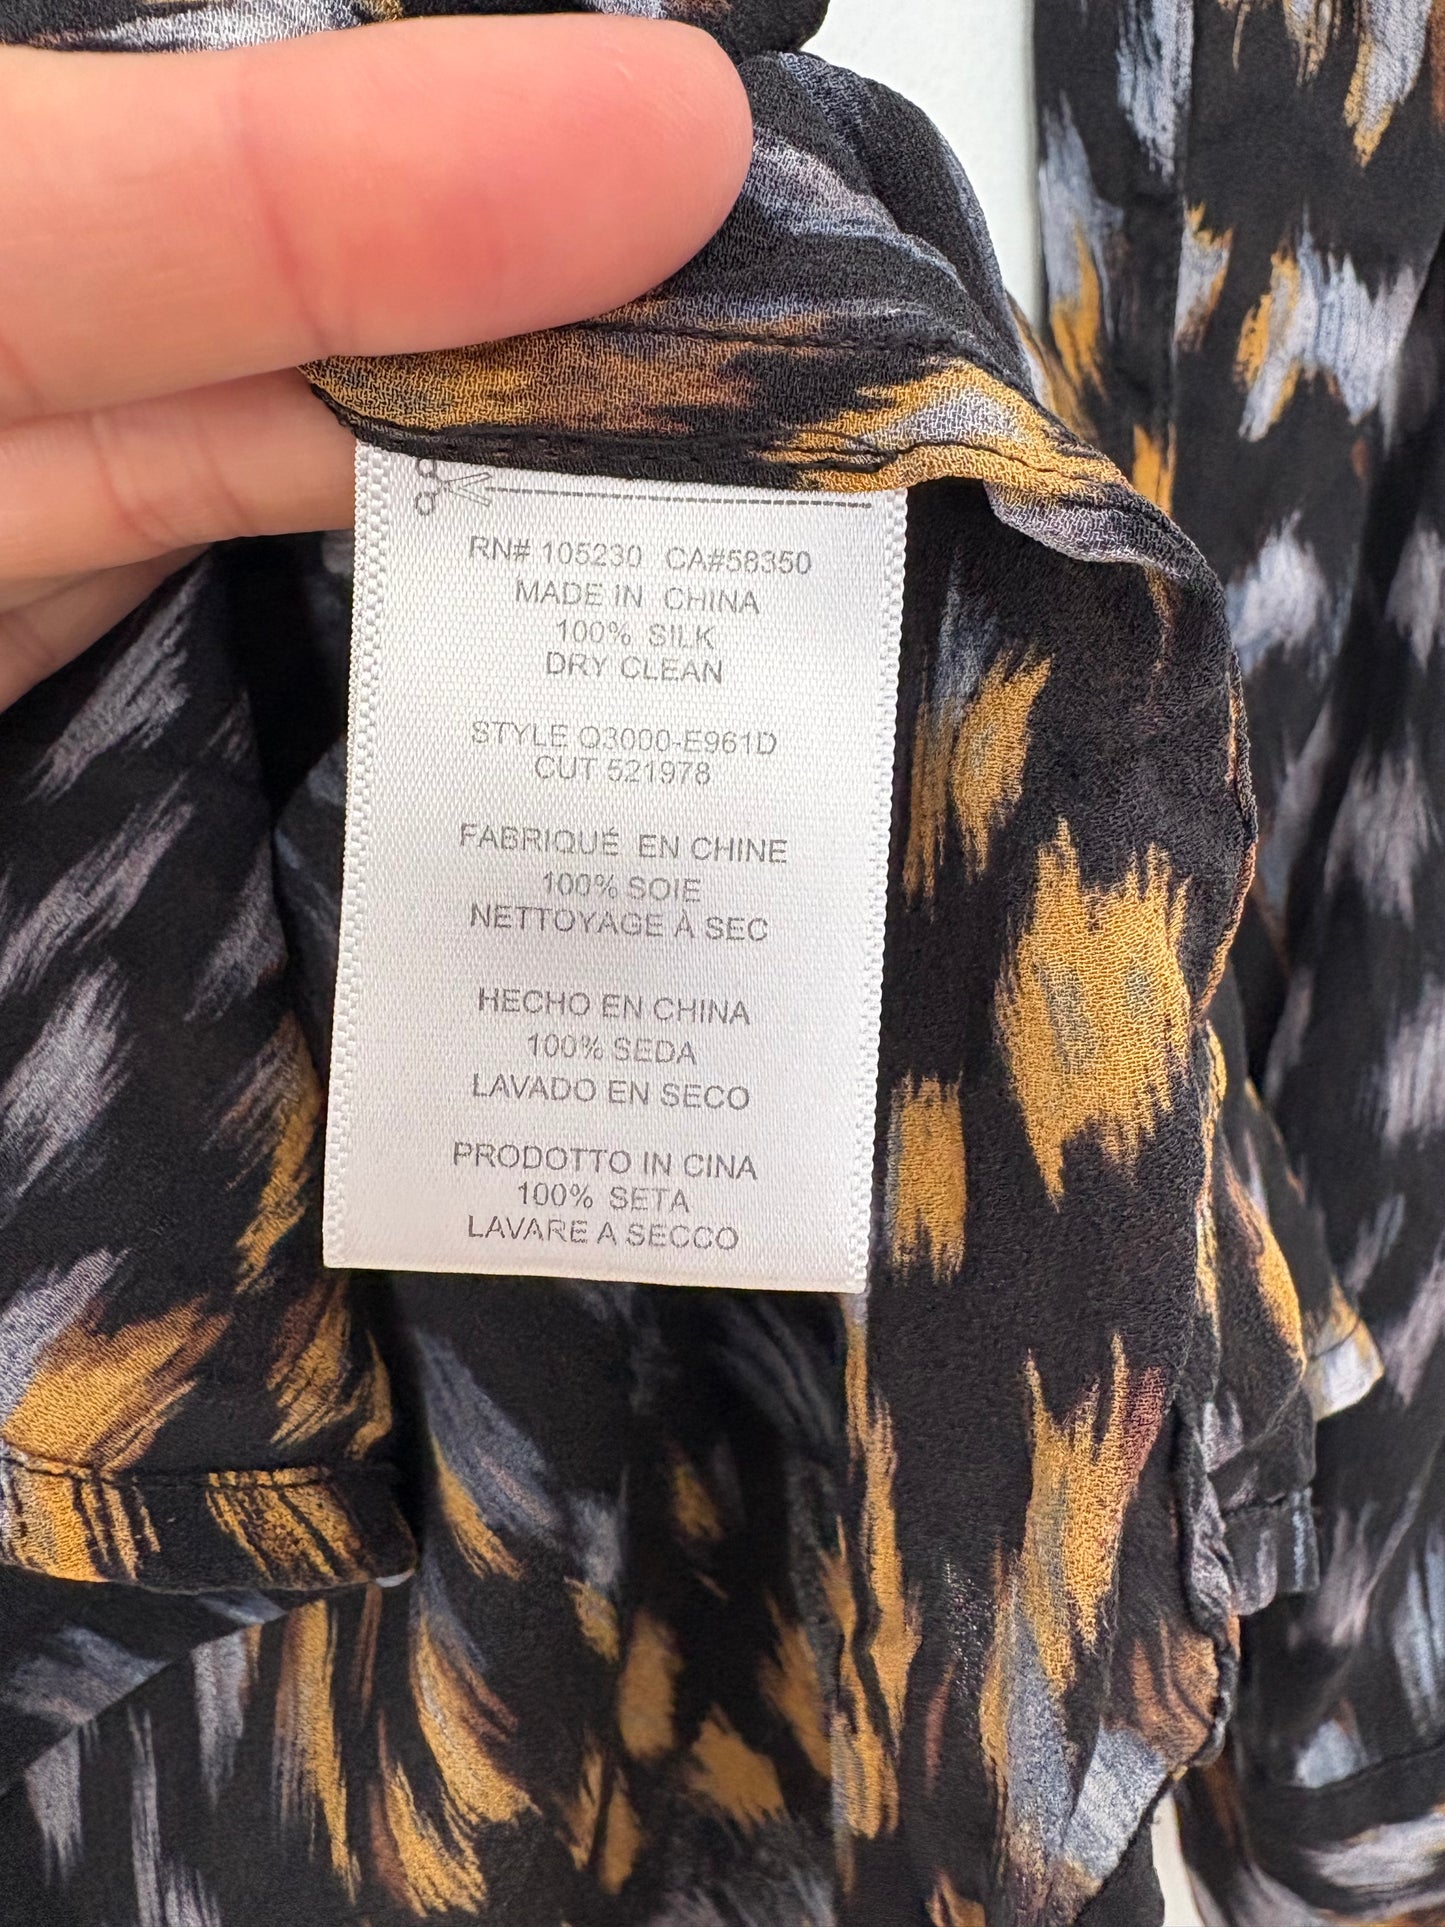 RN# 105230 CA#58350
MADE IN CHINA
100% SILK
DRY CLEAN
STYLE Q3000-E961D
CUT 521978
FABRIQUÉ EN CHINE
100% SOIE
NETTOYAGE À SEC
HECHO EN CHINA
100% SEDA
LAVADO EN SECO
PRODOTTO IN CINA
100% SETA
LAVARE A SECCO